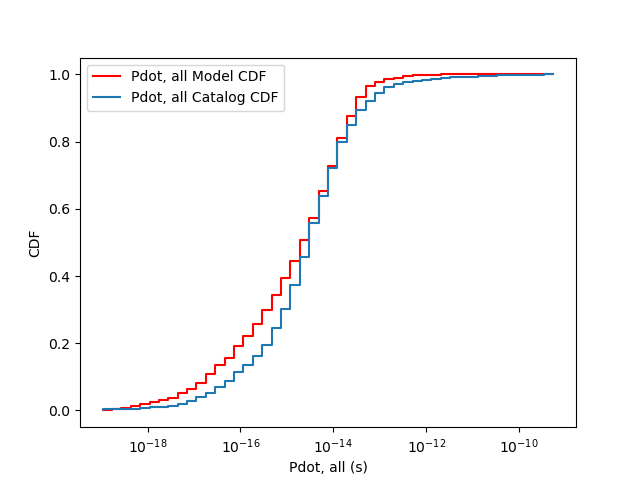 Pdot, all Model CDF
Pdot, all Catalog CDF
1.0
0.8
0.6
0.4
0.2
0.0
CDF
10⁻¹⁸ 10⁻¹⁶ 10⁻¹⁴ 10⁻¹² 10⁻¹⁰
Pdot, all (s)